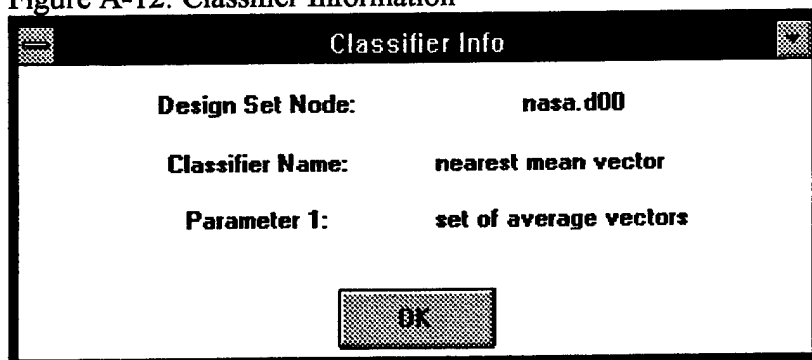 Figure A-12: Classifier Information
Classifier Info
Design Set Node: nasa.d00
Classifier Name: nearest mean vector
Parameter 1: set of average vectors
OK